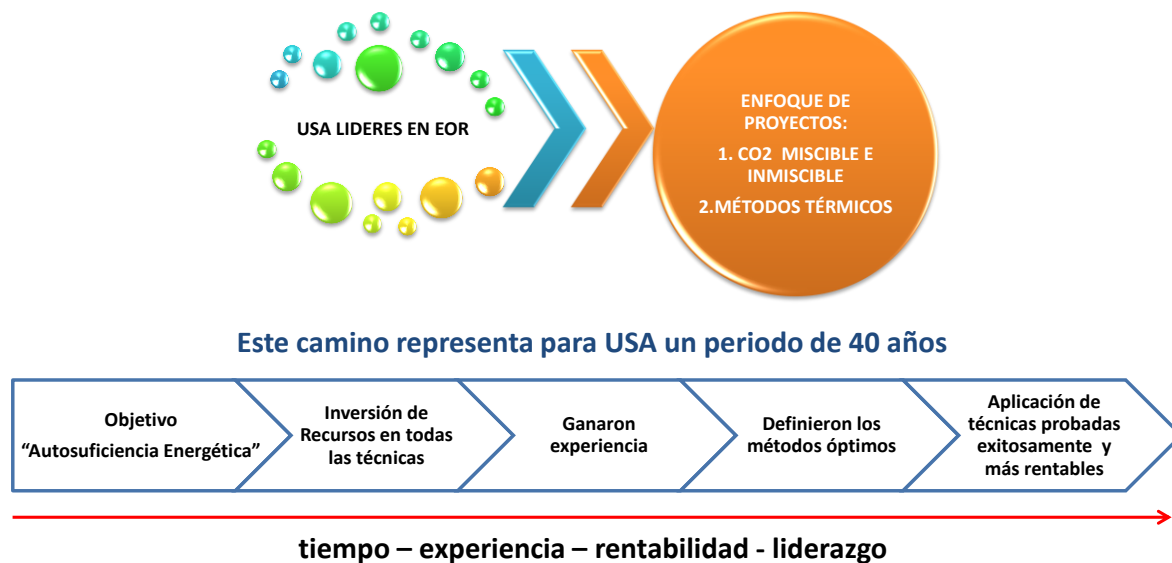 USA LIDERES EN EOR
ENFOQUE DE
PROYECTOS:
1. CO2 MISCIBLE E
INMISCIBLE
2.MÉTODOS TÉRMICOS
Este camino representa para USA un periodo de 40 años
Objetivo
“Autosuficiencia Energética”
Inversión de
Recursos en todas
las técnicas
Ganaron
experiencia
Definieron los
métodos óptimos
Aplicación de
técnicas probadas
exitosamente y
más rentables
tiempo – experiencia – rentabilidad - liderazgo